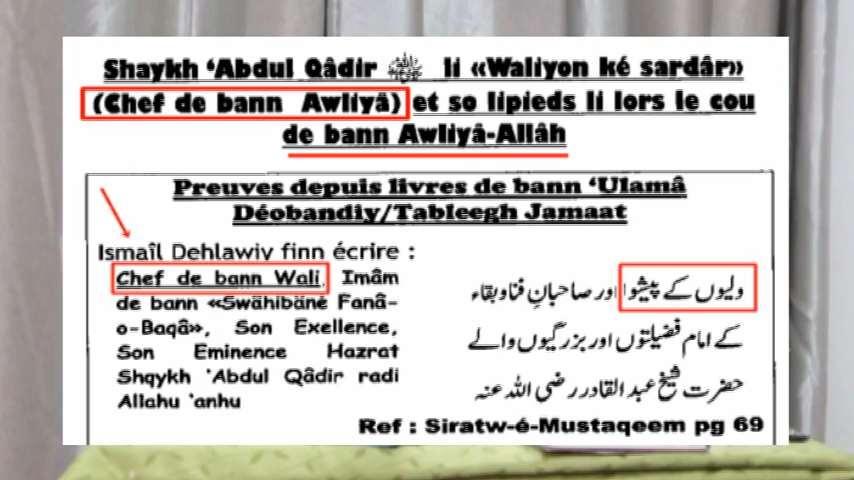 Shaykh ‘Abdul Qâdir ﷺ li «Waliyon ké sardâr»
(Chef de bann Awliyâ) et so lipieds li lors le cou
de bann Awliyâ-Allâh
Preuves depuis livres de bann ‘Ulamâ
Déobandiy/Tableegh Jamaat
Ismaîl Dehlawiy finn écrire :
Chef de bann Wali, Imâm
de bann «Swâhibâné Fanâ-
o-Baqâ», Son Exellence,
Son Eminence Hazrat
Shqykh ‘Abdul Qâdir radi
Allahu ‘anhu
ولیوں کے پیشوا اور صاحبانِ فنا و بقاء
کے امام فضیلتوں اور بزرگیوں والے
حضرت شیخ عبد القادر رضی اللہ عنہ
Ref : Siratw-é-Mustaqeem pg 69